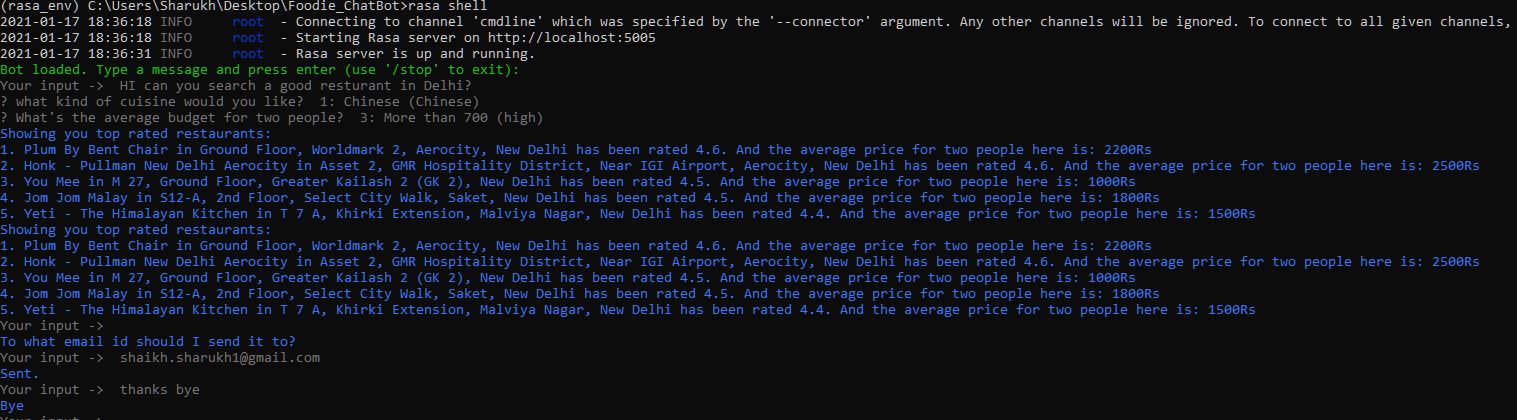 (rasa_env) C:\Users\Sharukh\Desktop\Foodie_ChatBot>rasa shell
2021-01-17 18:36:18 INFO     root  - Connecting to channel 'cmdline' which was specified by the '--connector' argument. Any other channels will be ignored. To connect to all given channels,
2021-01-17 18:36:18 INFO     root  - Starting Rasa server on http://localhost:5005
2021-01-17 18:36:31 INFO     root  - Rasa server is up and running.
Bot loaded. Type a message and press enter (use '/stop' to exit):
Your input ->  HI can you search a good resturant in Delhi?
? what kind of cuisine would you like?  1: Chinese (Chinese)
? What's the average budget for two people?  3: More than 700 (high)
Showing you top rated restaurants:
1. Plum By Bent Chair in Ground Floor, Worldmark 2, Aerocity, New Delhi has been rated 4.6. And the average price for two people here is: 2200Rs
2. Honk - Pullman New Delhi Aerocity in Asset 2, GMR Hospitality District, Near IGI Airport, Aerocity, New Delhi has been rated 4.6. And the average price for two people here is: 2500Rs
3. You Mee in M 27, Ground Floor, Greater Kailash 2 (GK 2), New Delhi has been rated 4.5. And the average price for two people here is: 1000Rs
4. Jom Jom Malay in S12-A, 2nd Floor, Select City Walk, Saket, New Delhi has been rated 4.5. And the average price for two people here is: 1800Rs
5. Yeti - The Himalayan Kitchen in T 7 A, Khirki Extension, Malviya Nagar, New Delhi has been rated 4.4. And the average price for two people here is: 1500Rs
Showing you top rated restaurants:
1. Plum By Bent Chair in Ground Floor, Worldmark 2, Aerocity, New Delhi has been rated 4.6. And the average price for two people here is: 2200Rs
2. Honk - Pullman New Delhi Aerocity in Asset 2, GMR Hospitality District, Near IGI Airport, Aerocity, New Delhi has been rated 4.6. And the average price for two people here is: 2500Rs
3. You Mee in M 27, Ground Floor, Greater Kailash 2 (GK 2), New Delhi has been rated 4.5. And the average price for two people here is: 1000Rs
4. Jom Jom Malay in S12-A, 2nd Floor, Select City Walk, Saket, New Delhi has been rated 4.5. And the average price for two people here is: 1800Rs
5. Yeti - The Himalayan Kitchen in T 7 A, Khirki Extension, Malviya Nagar, New Delhi has been rated 4.4. And the average price for two people here is: 1500Rs
Your input ->
To what email id should I send it to?
Your input ->  shaikh.sharukh1@gmail.com
Sent.
Your input ->  thanks bye
Bye
Your input ->